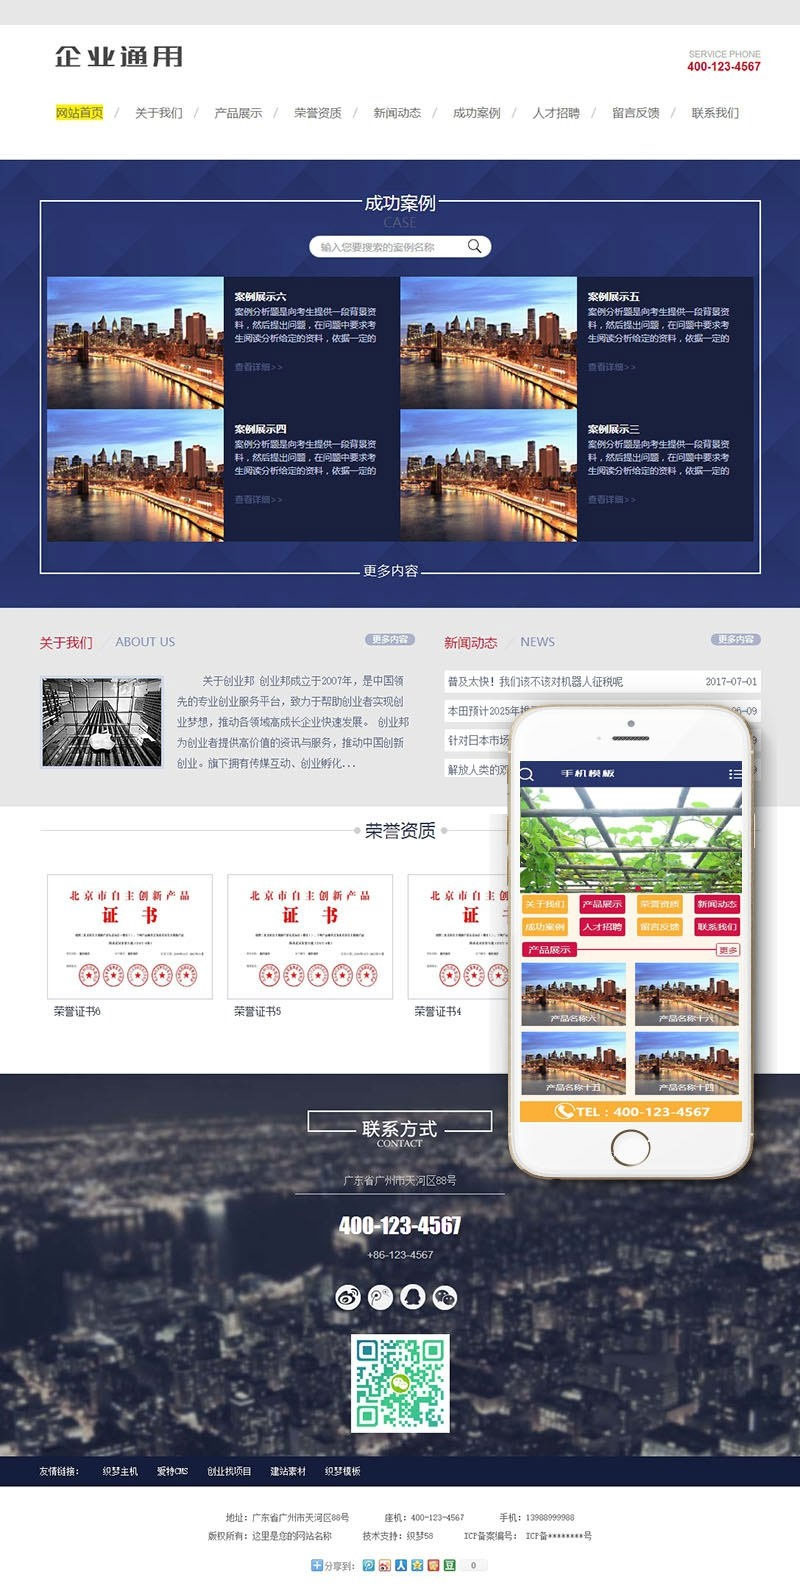 企业通用
SERVICE PHONE
400-123-4567
网站首页 / 关于我们 / 产品展示 / 荣誉资质 / 新闻动态 / 成功案例 / 人才招聘 / 留言反馈 / 联系我们
成功案例
CASE
输入您要搜索的案例名称
案例展示六
案例分析题是向考生提供一段背景资
料，然后提出问题，在问题中要求考
生阅读分析给定的资料，依据一定的
查看详细>>
案例展示五
案例分析题是向考生提供一段背景资
料，然后提出问题，在问题中要求考
生阅读分析给定的资料，依据一定的
查看详细>>
案例展示四
案例分析题是向考生提供一段背景资
料，然后提出问题，在问题中要求考
生阅读分析给定的资料，依据一定的
查看详细>>
案例展示三
案例分析题是向考生提供一段背景资
料，然后提出问题，在问题中要求考
生阅读分析给定的资料，依据一定的
查看详细>>
更多内容
关于我们 / ABOUT US 更多内容
关于创业邦 创业邦成立于2007年，是中国领
先的专业创业服务平台，致力于帮助创业者实现创
业梦想，推动各领域高成长企业快速发展。 创业邦
为创业者提供高价值的资讯与服务，推动中国创新
创业。旗下拥有传媒互动、创业孵化...
新闻动态 / NEWS 更多内容
普及太快！我们该不该对机器人征税呢 2017-07-01
本田预计2025年推 06-09
针对日本市场 9
解放人类的双 9
荣誉资质
北京市自主创新产品
证书
荣誉证书6
北京市自主创新产品
证书
荣誉证书5
北京市自主创
证
荣誉证书4
手机模板
关于我们 产品展示 荣誉资质 新闻动态
成功案例 人才招聘 留言反馈 联系我们
产品展示 更多
产品名称六 产品名称十六
产品名称十五 产品名称十四
TEL：400-123-4567
联系方式
CONTACT
广东省广州市天河区88号
400-123-4567
+86-123-4567
友情链接： 织梦主机 爱特CMS 创业找项目 建站素材 织梦模板
地址：广东省广州市天河区88号 座机：400-123-4567 手机：13988999988
版权所有：这里是您的网站名称 技术支持：织梦58 ICP备案编号： ICP备********号
分享到： 豆 0